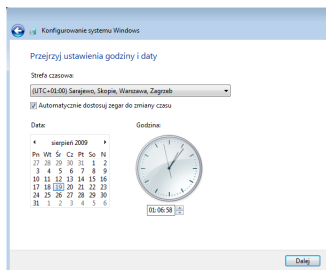 Konfigurowanie systemu Windows
Przejrzyj ustawienia godziny i daty
Strefa czasowa:
(UTC+01:00) Sarajewo, Skopie, Warszawa, Zagrzeb
Automatycznie dostosuj zegar do zmiany czasu
Data: Godzina:
sierpień 2009
Pn Wt Śr Cz Pt So N
27 28 29 30 31 1 2
3 4 5 6 7 8 9
10 11 12 13 14 15 16
17 18 19 20 21 22 23
24 25 26 27 28 29 30
31 1 2 3 4 5 6
01:06:58
Dalej